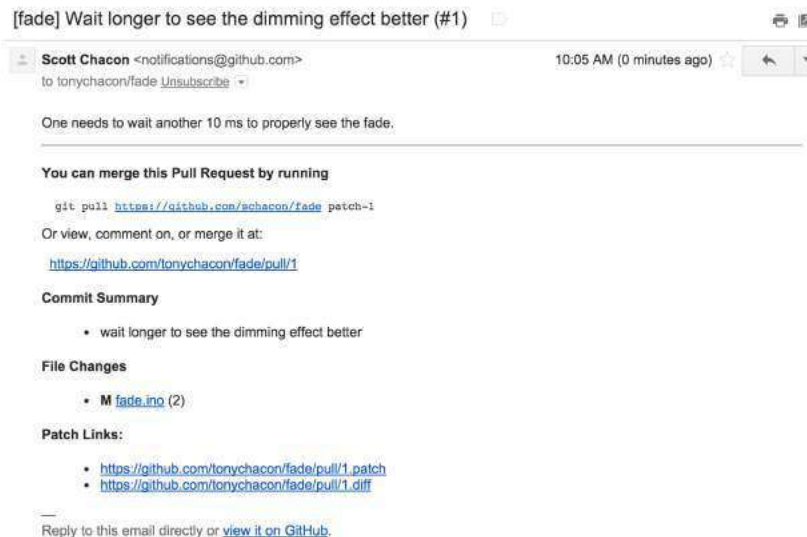 [fade] Wait longer to see the dimming effect better (#1)
Scott Chacon <notifications@github.com>
10:05 AM (0 minutes ago)
to tonychacon/fade Unsubscribe
One needs to wait another 10 ms to properly see the fade.
You can merge this Pull Request by running
git pull https://github.com/schacon/fade patch-1
Or view, comment on, or merge it at:
https://github.com/tonychacon/fade/pull/1
Commit Summary
• wait longer to see the dimming effect better
File Changes
• M fade.ino (2)
Patch Links:
• https://github.com/tonychacon/fade/pull/1.patch
• https://github.com/tonychacon/fade/pull/1.diff
—
Reply to this email directly or view it on GitHub.